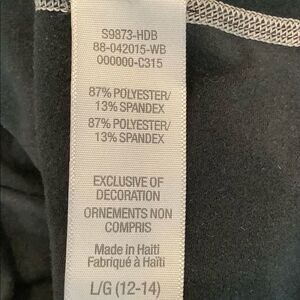 S9873-HDB
88-042015-WB
000000-C315
87% POLYESTER/
13% SPANDEX
87% POLYESTER/
13% SPANDEX
EXCLUSIVE OF
DECORATION
ORNEMENTS NON
COMPRIS
Made in Haiti
Fabriqué à Haïti
L/G (12-14)